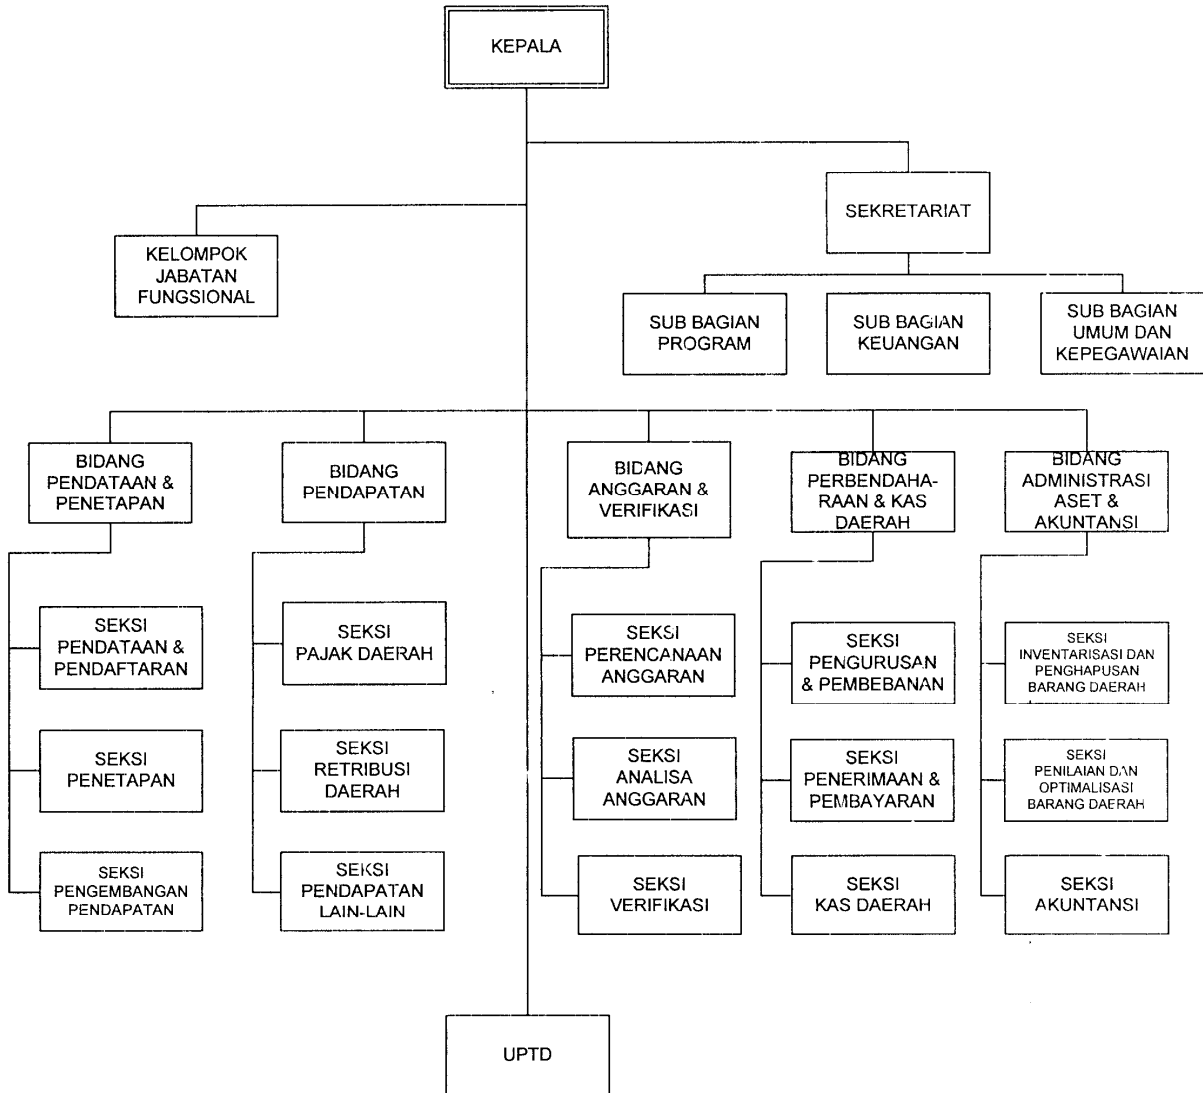 KEPALA
SEKRETARIAT
KELOMPOK
JABATAN
FUNGSIONAL
SUB BAGIAN
PROGRAM
SUB BAGIAN
KEUANGAN
SUB BAGIAN
UMUM DAN
KEPEGAWAIAN
BIDANG
PENDATAAN &
PENETAPAN
BIDANG
PENDAPATAN
BIDANG
ANGGARAN &
VERIFIKASI
BIDANG
PERBENDAHA-
RAAN & KAS
DAERAH
BIDANG
ADMINISTRASI
ASET &
AKUNTANSI
SEKSI
PENDATAAN &
PENDAFTARAN
SEKSI
PAJAK DAERAH
SEKSI
PERENCANAAN
ANGGARAN
SEKSI
PENGURUSAN
& PEMBEBANAN
SEKSI
INVENTARISASI DAN
PENGHAPUSAN
BARANG DAERAH
SEKSI
PENETAPAN
SEKSI
RETRIBUSI
DAERAH
SEKSI
ANALISA
ANGGARAN
SEKSI
PENERIMAAN &
PEMBAYARAN
SEKSI
PENILAIAN DAN
OPTIMALISASI
BARANG DAERAH
SEKSI
PENGEMBANGAN
PENDAPATAN
SEKSI
PENDAPATAN
LAIN-LAIN
SEKSI
VERIFIKASI
SEKSI
KAS DAERAH
SEKSI
AKUNTANSI
UPTD